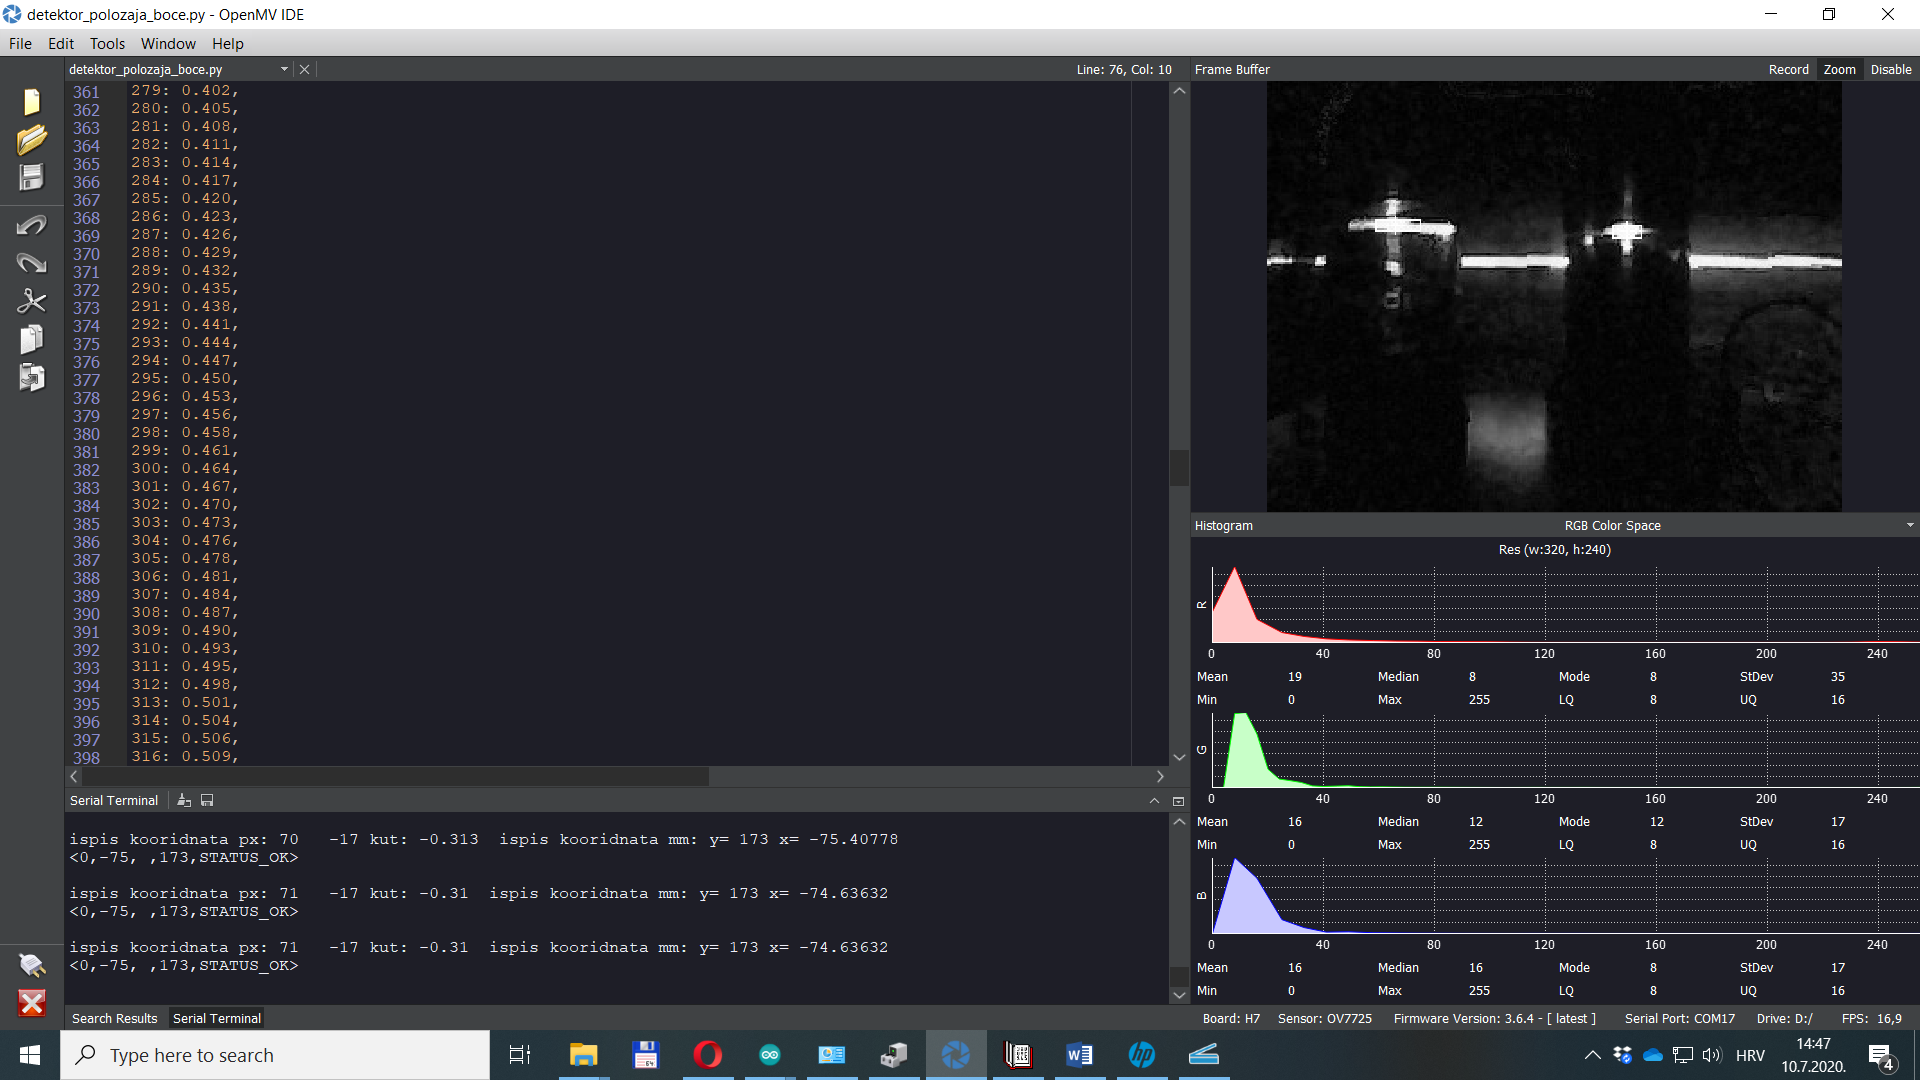 detektor_polozaja_boce.py - OpenMV IDE
File Edit Tools Window Help
detektor_polozaja_boce.py
Line: 76, Col: 10
361 279: 0.402,
362 280: 0.405,
363 281: 0.408,
364 282: 0.411,
365 283: 0.414,
366 284: 0.417,
367 285: 0.420,
368 286: 0.423,
369 287: 0.426,
370 288: 0.429,
371 289: 0.432,
372 290: 0.435,
373 291: 0.438,
374 292: 0.441,
375 293: 0.444,
376 294: 0.447,
377 295: 0.450,
378 296: 0.453,
379 297: 0.456,
380 298: 0.458,
381 299: 0.461,
382 300: 0.464,
383 301: 0.467,
384 302: 0.470,
385 303: 0.473,
386 304: 0.476,
387 305: 0.478,
388 306: 0.481,
389 307: 0.484,
390 308: 0.487,
391 309: 0.490,
392 310: 0.493,
393 311: 0.495,
394 312: 0.498,
395 313: 0.501,
396 314: 0.504,
397 315: 0.506,
398 316: 0.509,
Serial Terminal
ispis kooridnata px: 70 -17 kut: -0.313 ispis kooridnata mm: y= 173 x= -75.40778
<0,-75, ,173,STATUS_OK>
ispis kooridnata px: 71 -17 kut: -0.31 ispis kooridnata mm: y= 173 x= -74.63632
<0,-75, ,173,STATUS_OK>
ispis kooridnata px: 71 -17 kut: -0.31 ispis kooridnata mm: y= 173 x= -74.63632
<0,-75, ,173,STATUS_OK>
Search Results Serial Terminal
Frame Buffer
Record Zoom Disable
Histogram RGB Color Space
Res (w:320, h:240)
R
0 40 80 120 160 200 240
Mean 19 Median 8 Mode 8 StDev 35
Min 0 Max 255 LQ 8 UQ 16
G
0 40 80 120 160 200 240
Mean 16 Median 12 Mode 12 StDev 17
Min 0 Max 255 LQ 8 UQ 16
B
0 40 80 120 160 200 240
Mean 16 Median 16 Mode 8 StDev 17
Min 0 Max 255 LQ 8 UQ 16
Board: H7 Sensor: OV7725 Firmware Version: 3.6.4 - [ latest ] Serial Port: COM17 Drive: D:/ FPS: 16,9
Type here to search
64
W
hp
HRV
14:47
10.7.2020.
4